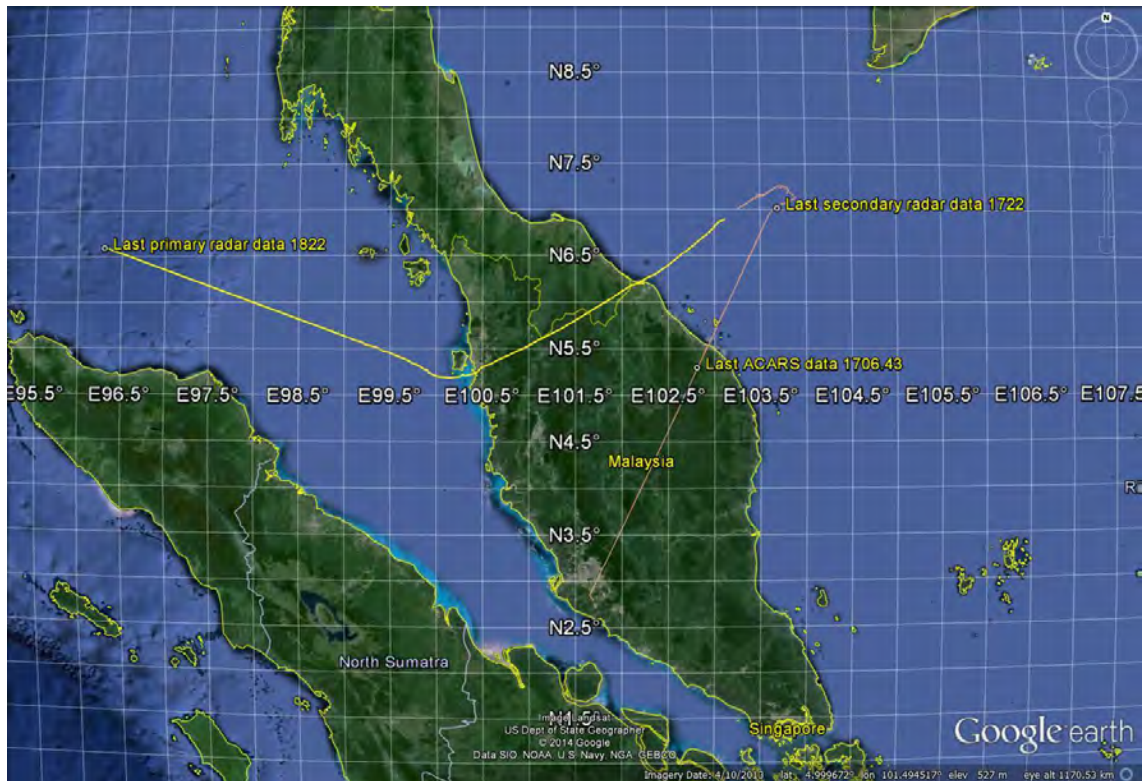 N
N8.5°
N7.5°
Last secondary radar data 1722
Last primary radar data 1822
N6.5°
N5.5°
Last ACARS data 1706.43
E95.5° E96.5° E97.5° E98.5° E99.5° E100.5° E101.5° E102.5° E103.5° E104.5° E105.5° E106.5° E107.5°
N4.5°
Malaysia
N3.5°
N2.5°
North Sumatra
Image Landsat
N1.5°
US Dept of State Geographer
Singapore
© 2014 Google
Google earth
Data SIO, NOAA, U.S. Navy, NGA, GEBCO
Imagery Date: 4/10/2013 lat 4.999672° lon 101.494517° elev 527 m eye alt 1170.53 km